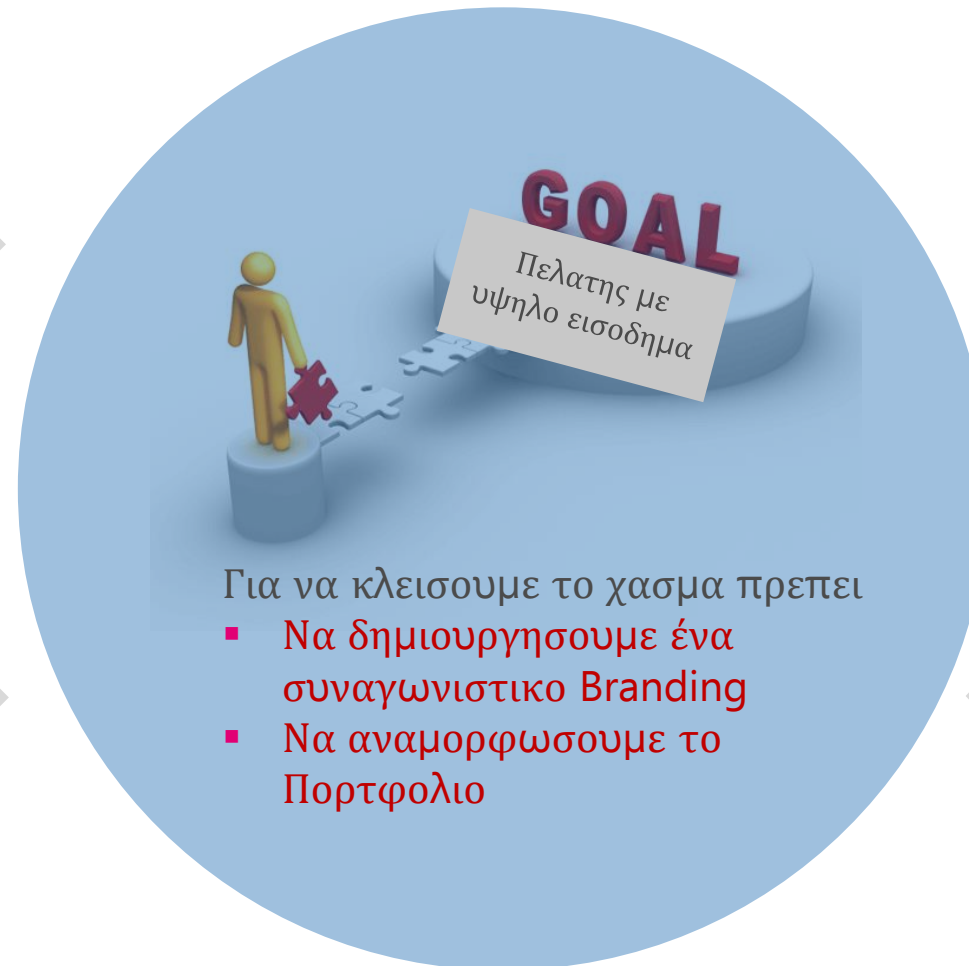 GOAL
Πελατης με
υψηλο εισοδημα
Για να κλεισουμε το χασμα πρεπει
▪ Να δημιουργησουμε ένα
συναγωνιστικο Branding
▪ Να αναμορφωσουμε το
Πορτφολιο